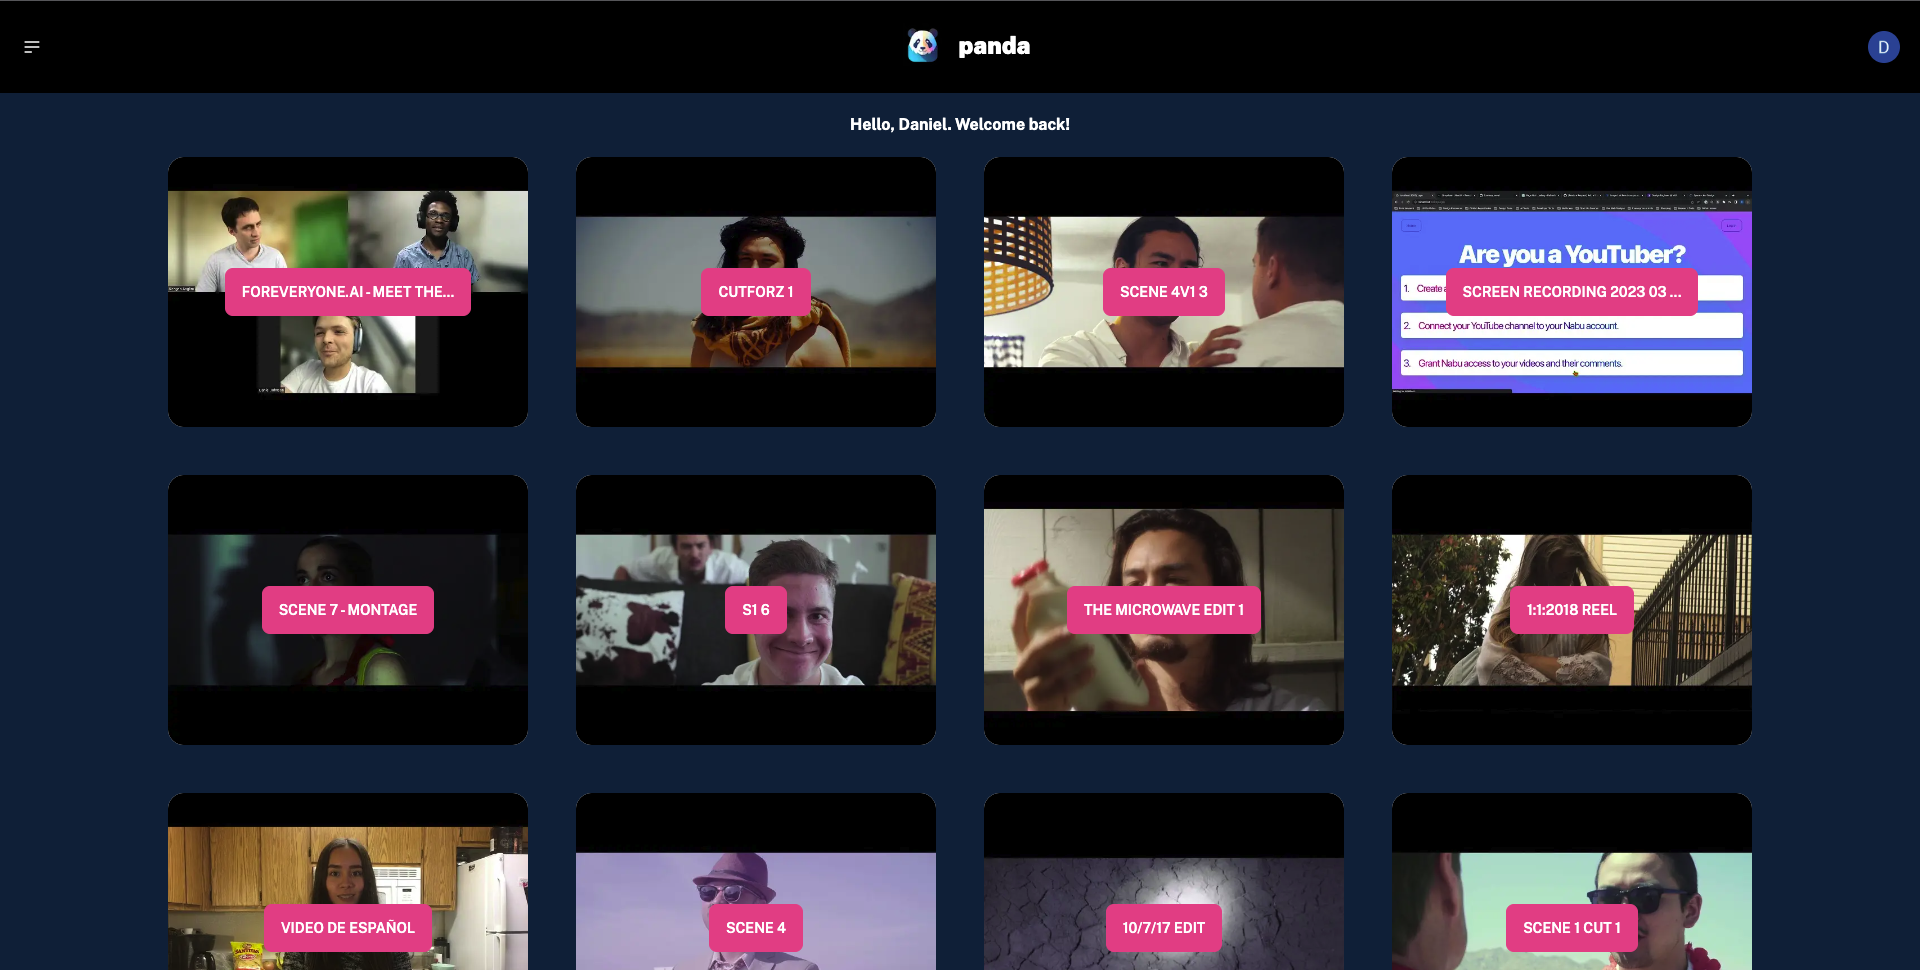 panda
D
Hello, Daniel. Welcome back!
FOREVERYONE.AI - MEET THE...
CUTFORZ 1
SCENE 4V1 3
Are you a YouTuber?
1. Create a
SCREEN RECORDING 2023 03 ...
2. Connect your YouTube channel to your Nabu account.
3. Grant Nabu access to your videos and their comments.
SCENE 7 - MONTAGE
S1 6
THE MICROWAVE EDIT 1
1:1:2018 REEL
VIDEO DE ESPAÑOL
SCENE 4
10/7/17 EDIT
SCENE 1 CUT 1